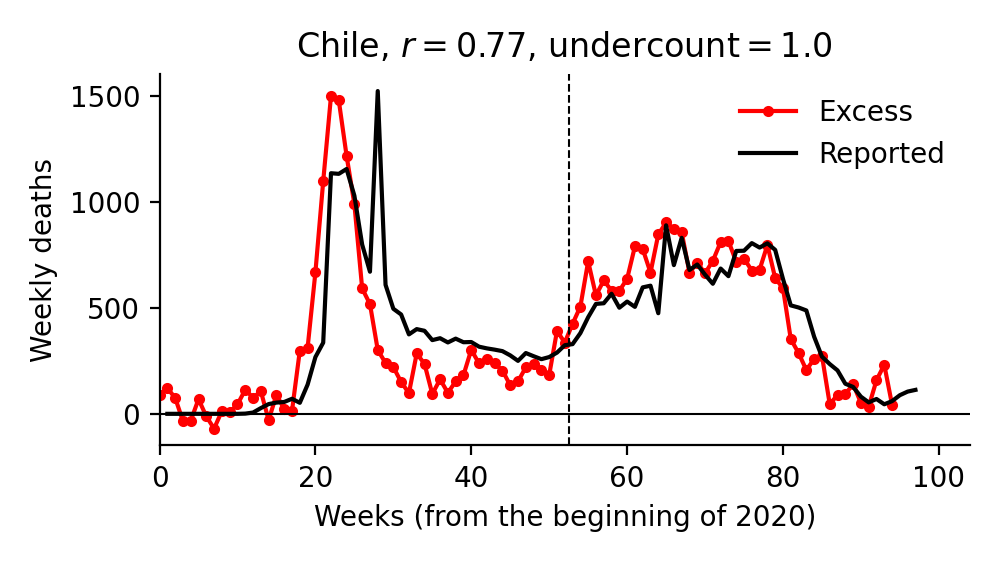 Chile, r = 0.77, undercount = 1.0
Excess
Reported
Weekly deaths
1500
1000
500
0
0 20 40 60 80 100
Weeks (from the beginning of 2020)